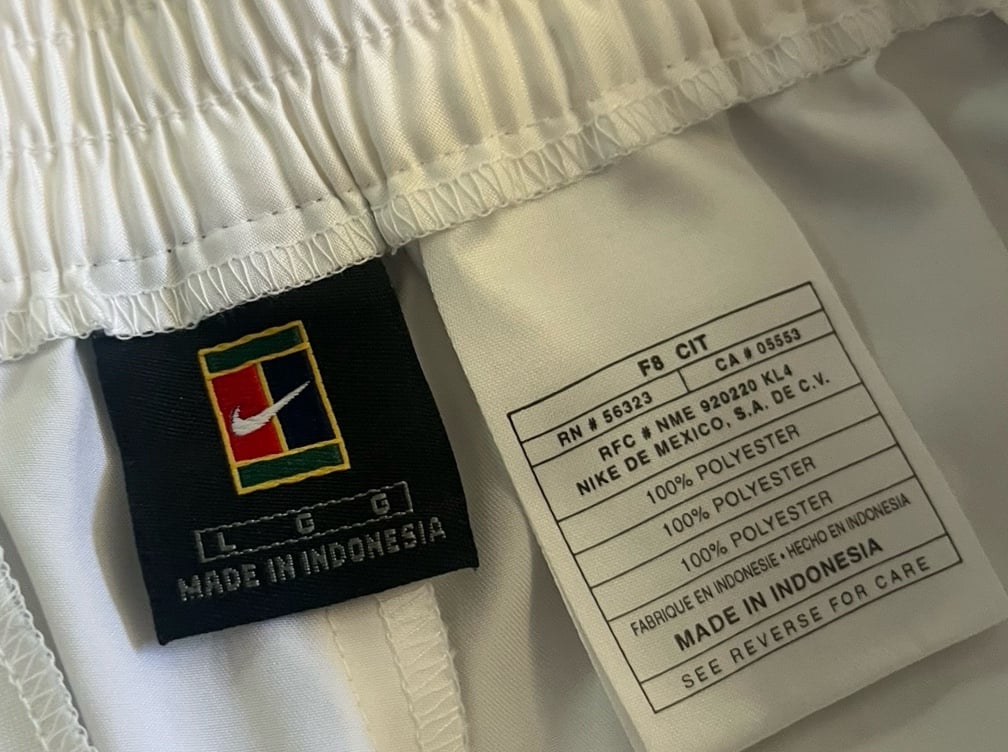 L G G
MADE IN INDONESIA
F8 CIT
RN # 56323 CA # 05553
RFC # NME 920220 KL4
NIKE DE MEXICO, S.A. DE C.V.
100% POLYESTER
100% POLYESTER
100% POLYESTER
FABRIQUE EN INDONESIE • HECHO EN INDONESIA
MADE IN INDONESIA
SEE REVERSE FOR CARE